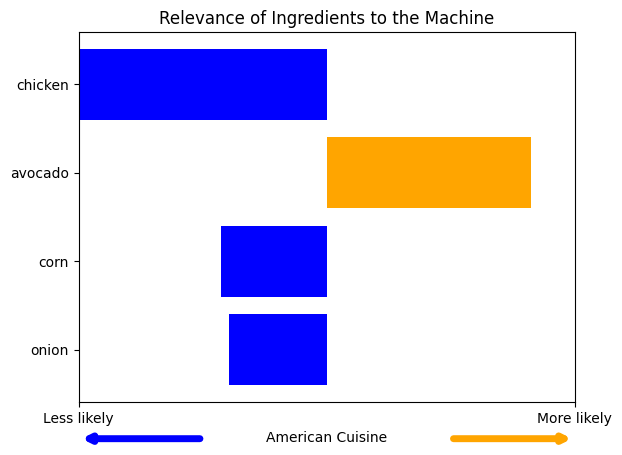 Relevance of Ingredients to the Machine
chicken
avocado
corn
onion
Less likely
More likely
American Cuisine